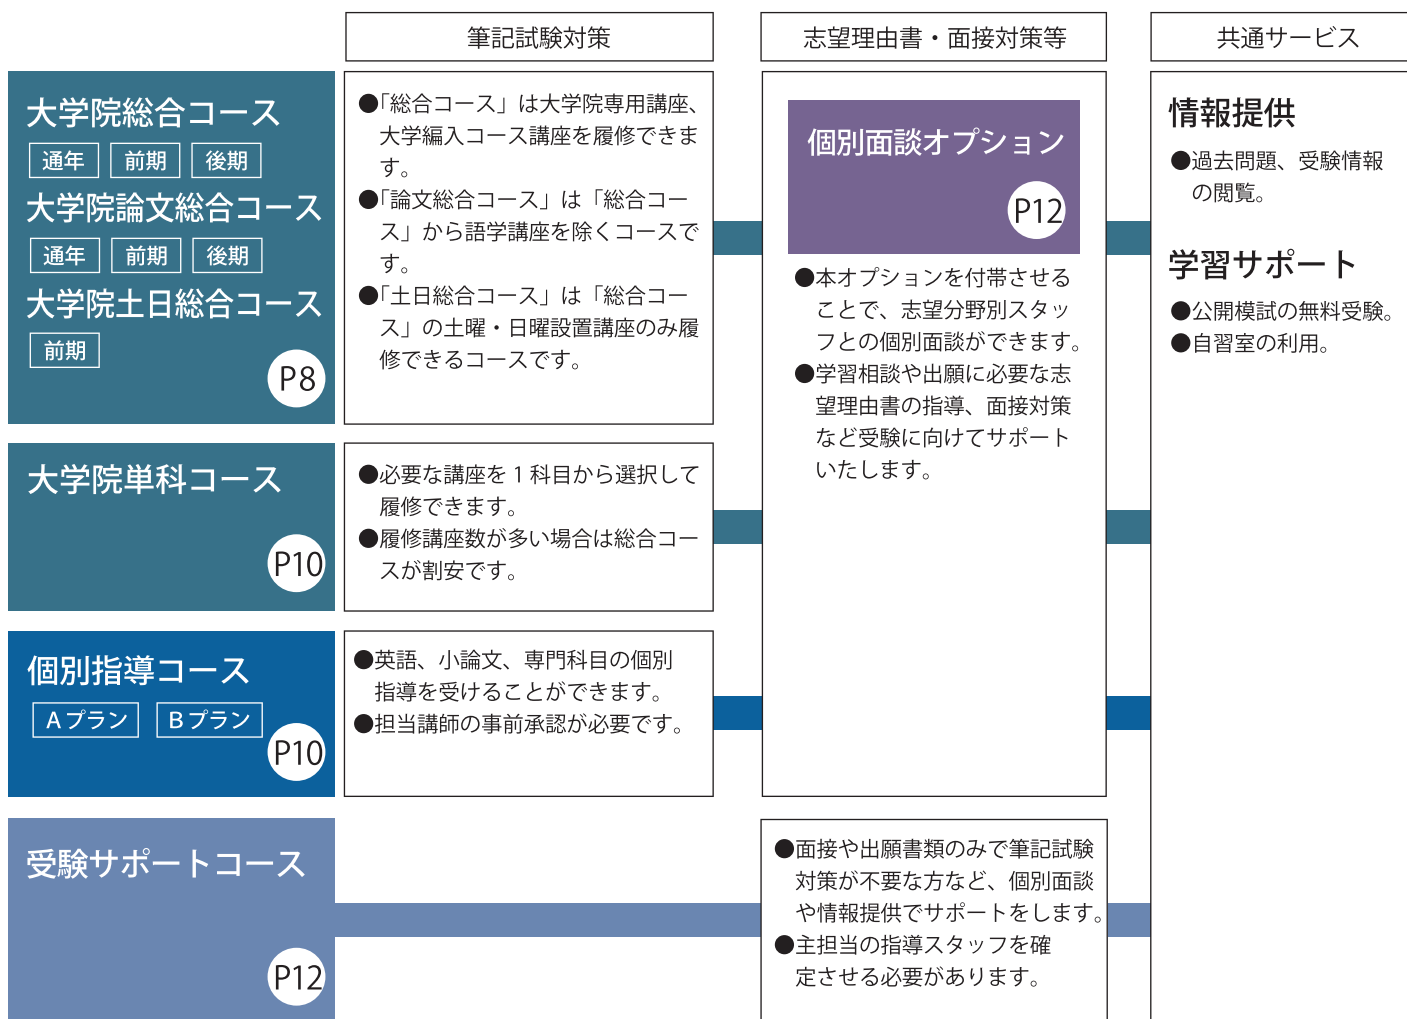 筆記試験対策
志望理由書・面接対策等
共通サービス
大学院総合コース
通年 前期 後期
大学院論文総合コース
通年 前期 後期
大学院土日総合コース
前期
P8
●「総合コース」は大学院専用講座、
大学編入コース講座を履修できま
す。
●「論文総合コース」は「総合コー
ス」から語学講座を除くコースで
す。
●「土日総合コース」は「総合コー
ス」の土曜・日曜設置講座のみ履
修できるコースです。
個別面談オプション
P12
●本オプションを付帯させる
ことで、志望分野別スタッ
フとの個別面談ができます。
●学習相談や出願に必要な志
望理由書の指導、面接対策
など受験に向けてサポート
いたします。
情報提供
●過去問題、受験情報
の閲覧。
学習サポート
●公開模試の無料受験。
●自習室の利用。
大学院単科コース
P10
●必要な講座を 1 科目から選択して
履修できます。
●履修講座数が多い場合は総合コー
スが割安です。
個別指導コース
A プラン B プラン
P10
●英語、小論文、専門科目の個別
指導を受けることができます。
●担当講師の事前承認が必要です。
受験サポートコース
P12
●面接や出願書類のみで筆記試験
対策が不要な方など、個別面談
や情報提供でサポートをします。
●主担当の指導スタッフを確
定させる必要があります。